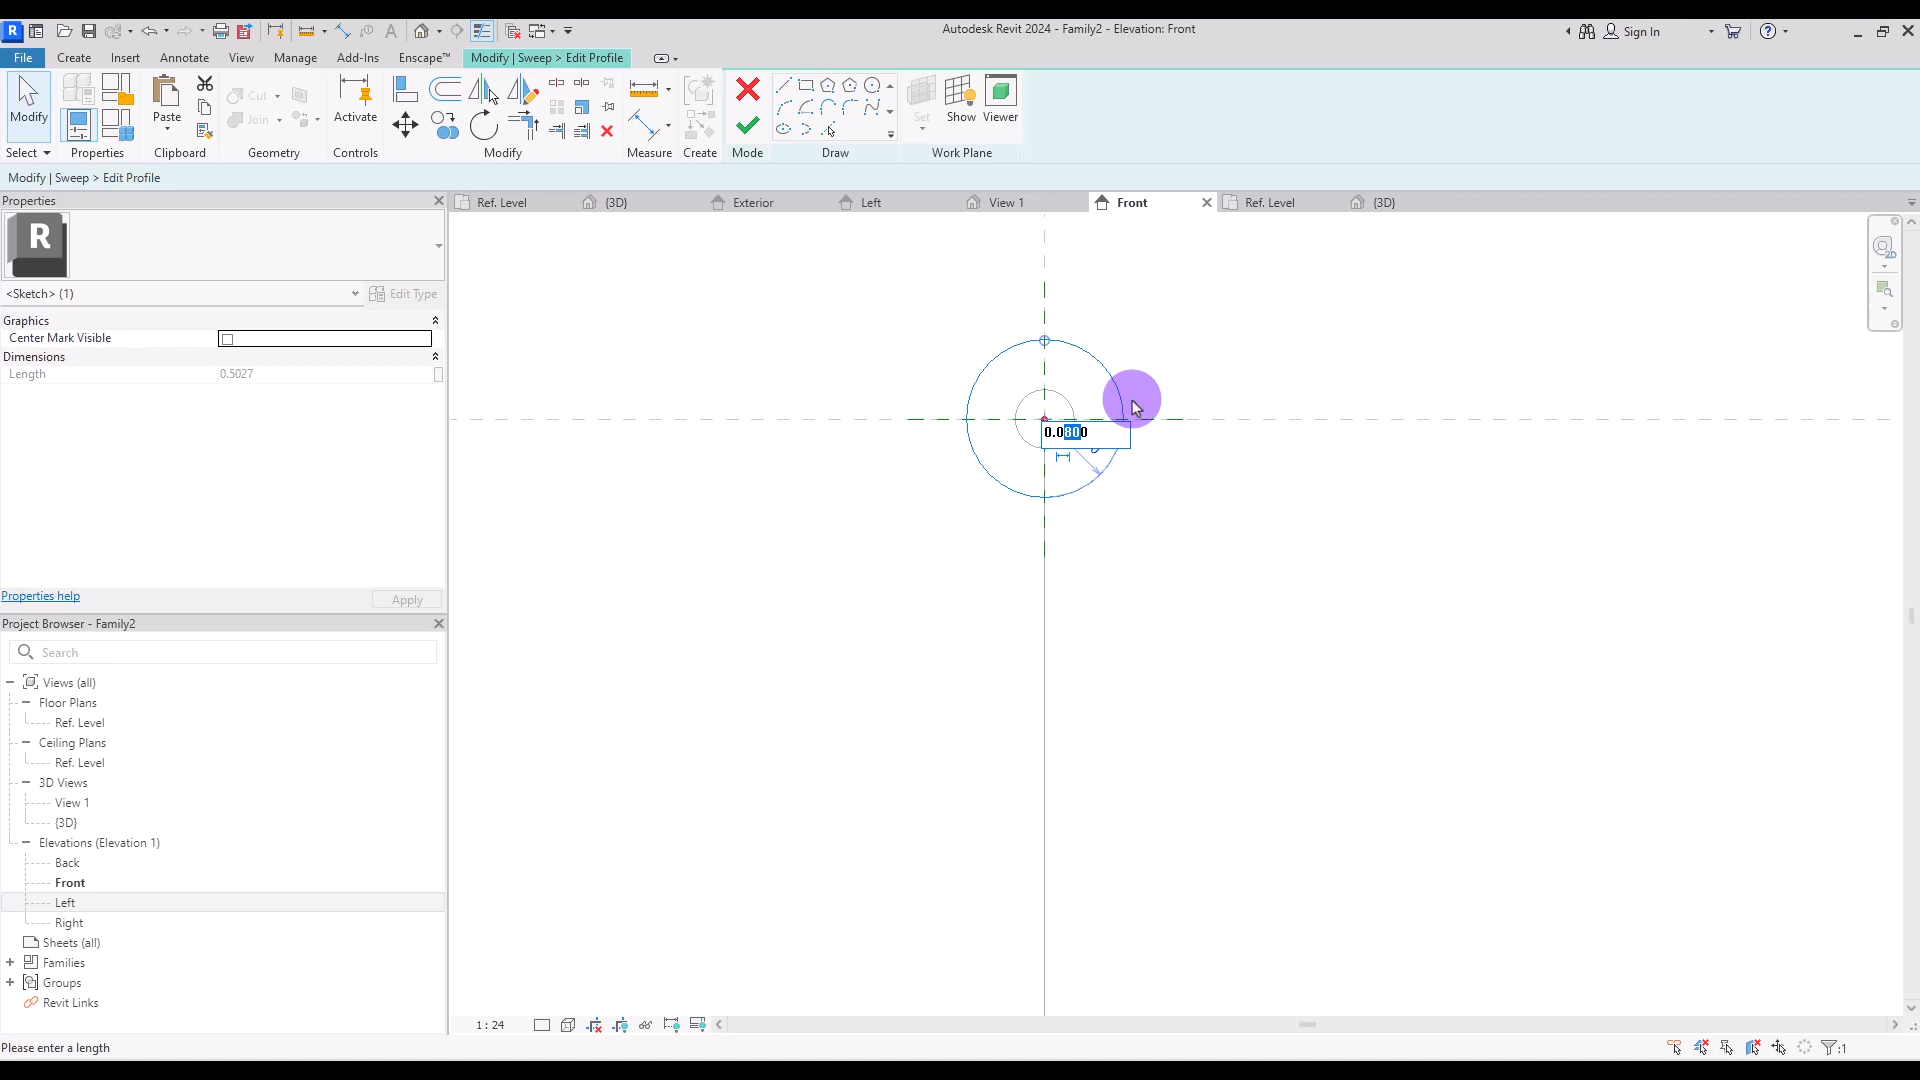 Autodesk Revit 2024 - Family2 - Elevation: Front
Sign In
File
Create
Insert
Annotate
View
Manage
Add-Ins
Enscape™
Modify | Sweep > Edit Profile
Modify
Paste
Cut
Join
Activate
Set
Show
Viewer
Select
Properties
Clipboard
Geometry
Controls
Modify
Measure
Create
Mode
Draw
Work Plane
Modify | Sweep > Edit Profile
Properties
Ref. Level
{3D}
Exterior
Left
View 1
Front
Ref. Level
{3D}
R
<Sketch> (1)
Edit Type
Graphics
Center Mark Visible
Dimensions
Length
0.5027
0.0800
2D
Properties help
Apply
Project Browser - Family2
Search
Views (all)
Floor Plans
Ref. Level
Ceiling Plans
Ref. Level
3D Views
View 1
{3D}
Elevations (Elevation 1)
Back
Front
Left
Right
Sheets (all)
Families
Groups
Revit Links
1 : 24
Please enter a length
:1